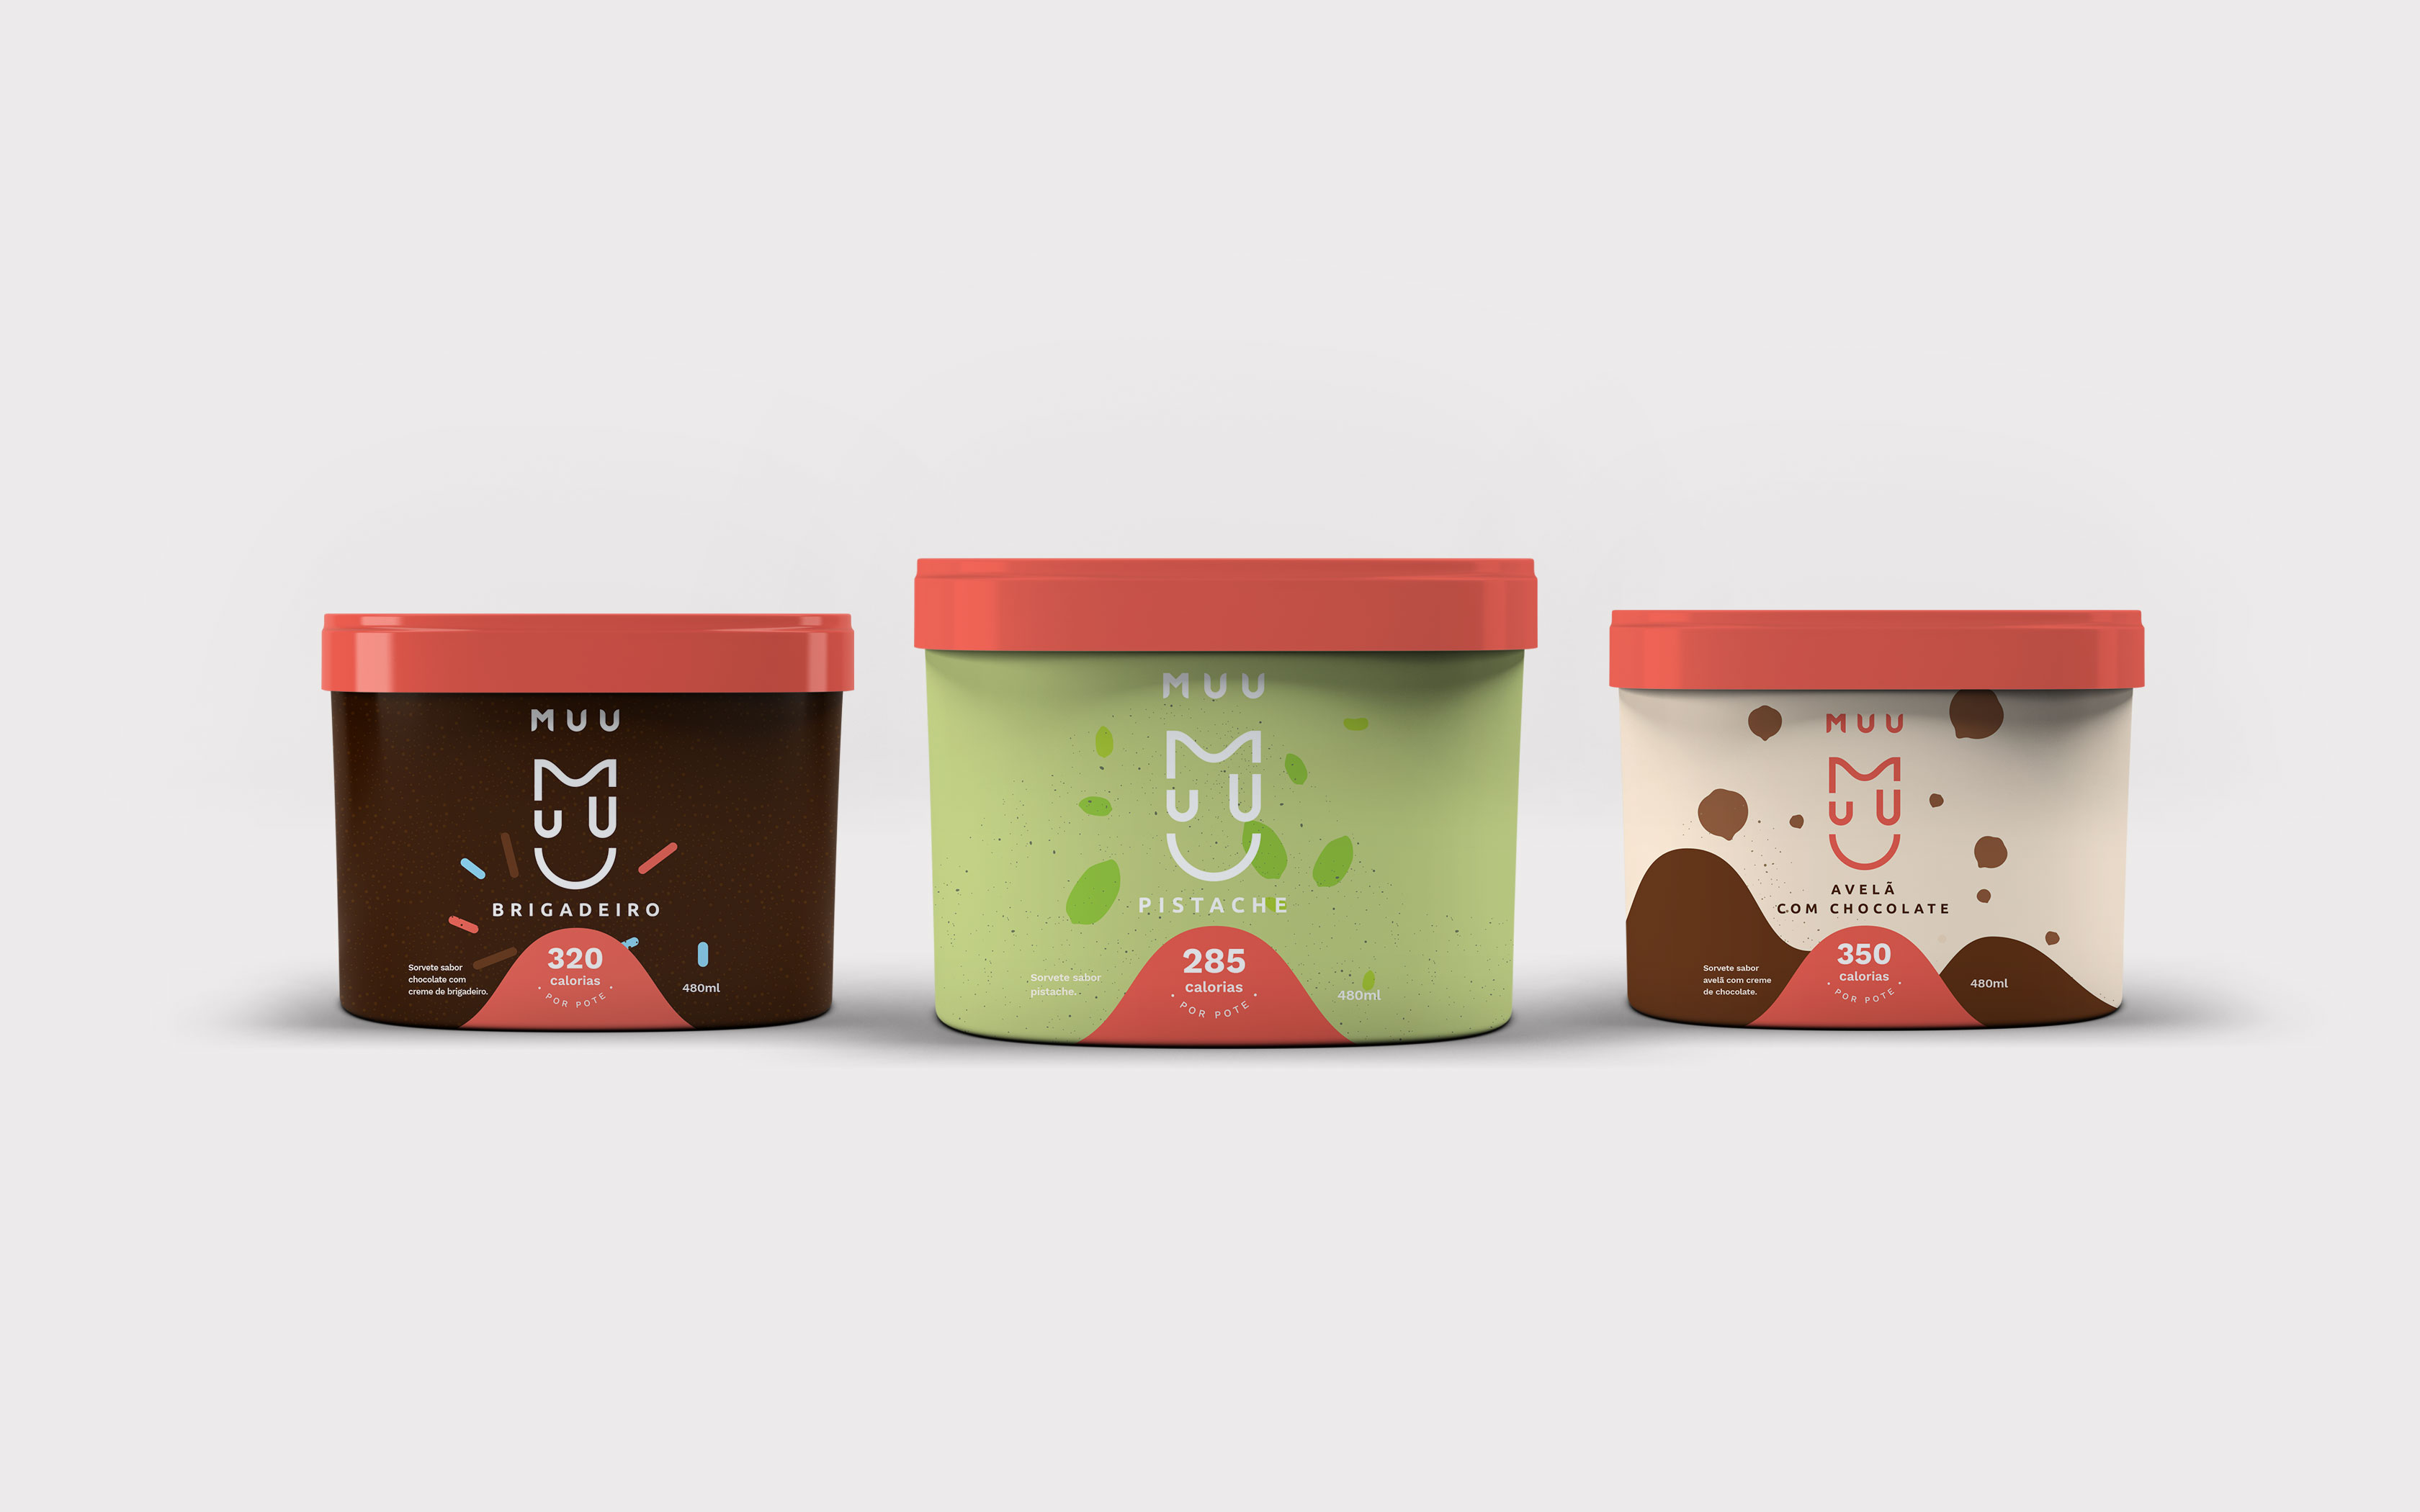 MUU
MUU
BRIGADEIRO
320
calorias
• POR POTE •
Sorvete sabor
chocolate com
creme de brigadeiro.
480ml
MUU
MUU
PISTACHE
285
calorias
• POR POTE •
Sorvete sabor
pistache.
480ml
MUU
MUU
AVELÃ
COM CHOCOLATE
350
calorias
• POR POTE •
Sorvete sabor
avelã com creme
de chocolate.
480ml